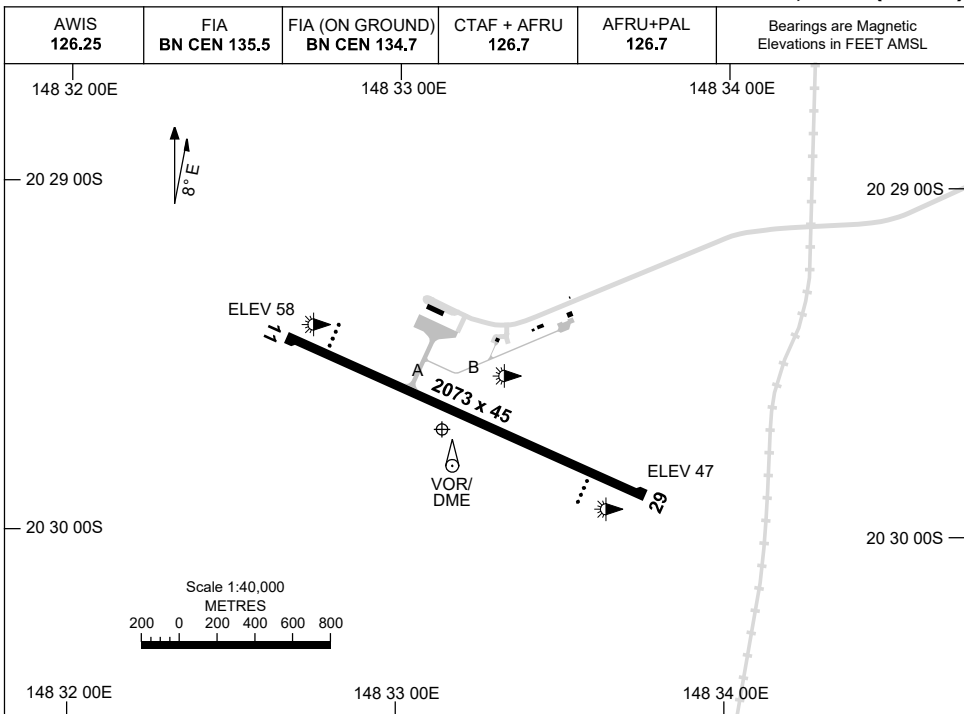 AWIS
126.25
FIA
BN CEN 135.5
FIA (ON GROUND)
BN CEN 134.7
CTAF + AFRU
126.7
AFRU+PAL
126.7
Bearings are Magnetic
Elevations in FEET AMSL
148 32 00E
148 33 00E
148 34 00E
8° E
20 29 00S
20 29 00S
ELEV 58
11
A
B
2073 x 45
VOR/
DME
ELEV 47
29
20 30 00S
20 30 00S
Scale 1:40,000
METRES
200 0 200 400 600 800
148 32 00E
148 33 00E
148 34 00E